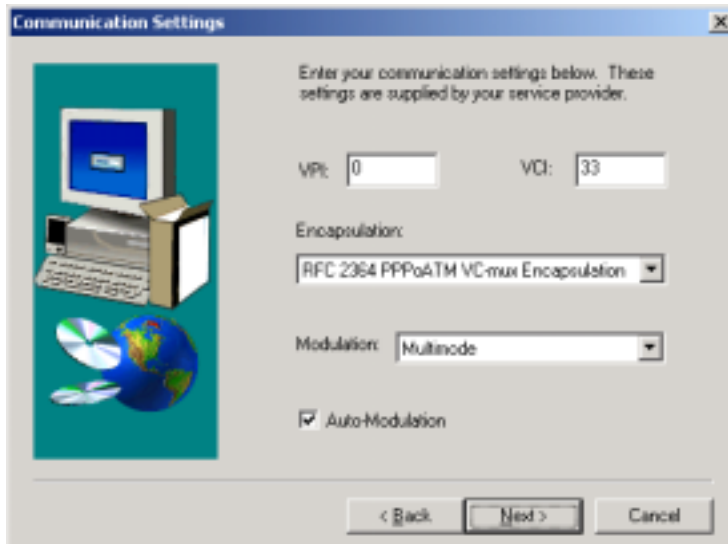 Communication Settings
Enter your communication settings below. These
settings are supplied by your service provider.
VPI: 0 VCI: 33
Encapsulation:
RFC 2364 PPPoATM VC-mux Encapsulation
Modulation: Multimode
Auto-Modulation
< Back Next > Cancel